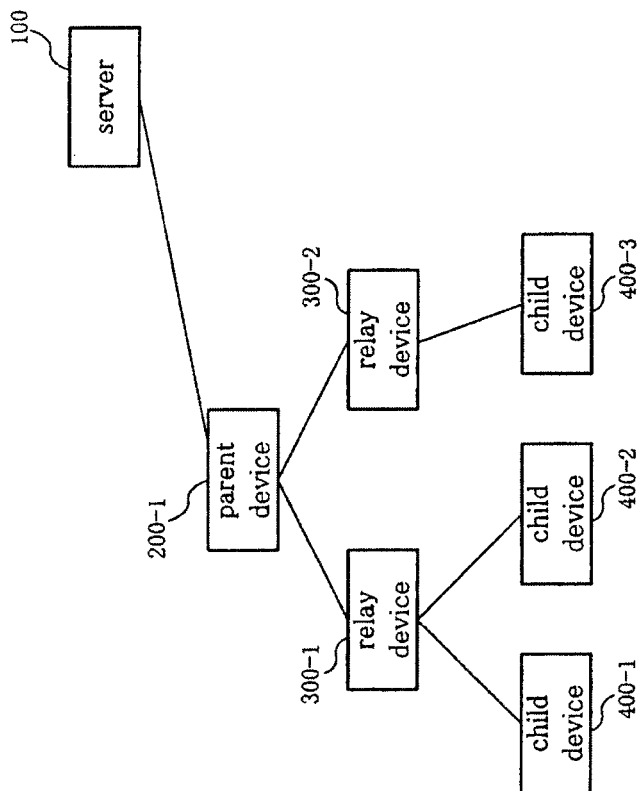 100
server
200-1
parent
device
300-1
relay
device
300-2
relay
device
child
device
400-1
child
device
400-2
child
device
400-3